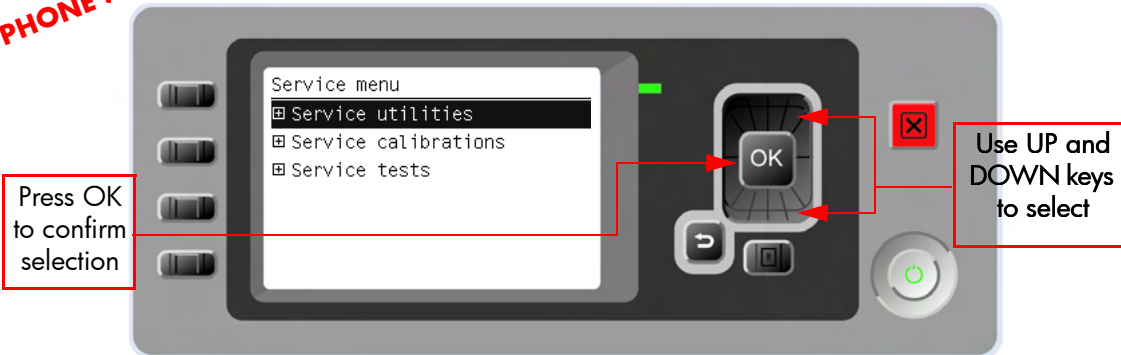 PHONE
Service menu
Service utilities
Service calibrations
Service tests
OK
Press OK
to confirm
selection
Use UP and
DOWN keys
to select